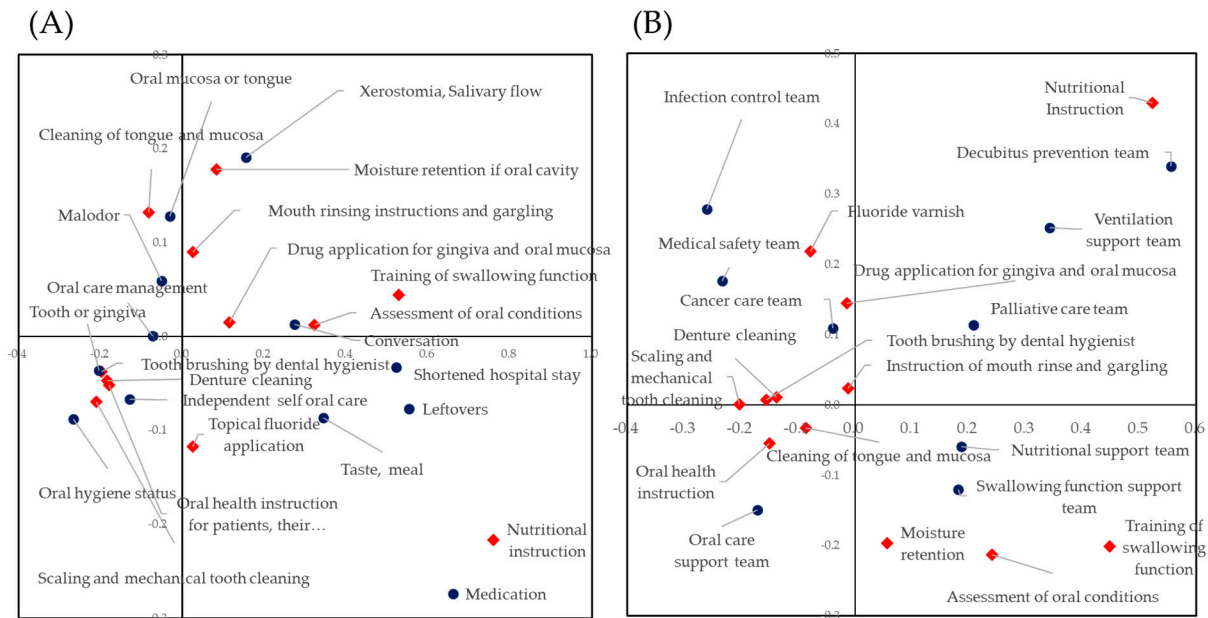 (A)
0.3
Oral mucosa or tongue
Xerostomia, Salivary flow
Cleaning of tongue and mucosa
0.2
Moisture retention if oral cavity
Malodor
Mouth rinsing instructions and gargling
0.1
Drug application for gingiva and oral mucosa
Training of swallowing function
Oral care management
Tooth or gingiva
Assessment of oral conditions
Conversation
-0.4
-0.2
0.0
0.0
0.2
0.4
0.6
0.8
1.0
Tooth brushing by dental hygienist
Shortened hospital stay
Denture cleaning
Independent self oral care
Leftovers
-0.1
Topical fluoride
application
Taste, meal
Oral hygiene status
Oral health instruction
for patients, their…
-0.2
Nutritional
instruction
Scaling and mechanical tooth cleaning
Medication
(B)
0.5
Nutritional
Instruction
Infection control team
0.4
Decubitus prevention team
0.3
Fluoride varnish
Ventilation
support team
Medical safety team
0.2
Drug application for gingiva and oral mucosa
Cancer care team
Palliative care team
0.1
Denture cleaning
Tooth brushing by dental hygienist
Scaling and
mechanical
tooth cleaning
Instruction of mouth rinse and gargling
0.0
-0.4
-0.3
-0.2
-0.1
0.0
0.1
0.2
0.3
0.4
0.5
0.6
Cleaning of tongue and mucosa
Nutritional support team
Oral health
instruction
-0.1
Swallowing function support
team
Oral care
support team
-0.2
Moisture
retention
Training of
swallowing
function
Assessment of oral conditions